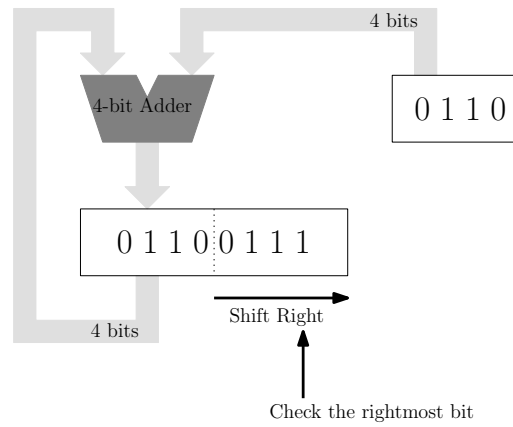 4 bits
4-bit Adder
0 1 1 0
0 1 1 0 0 1 1 1
4 bits
Shift Right
Check the rightmost bit